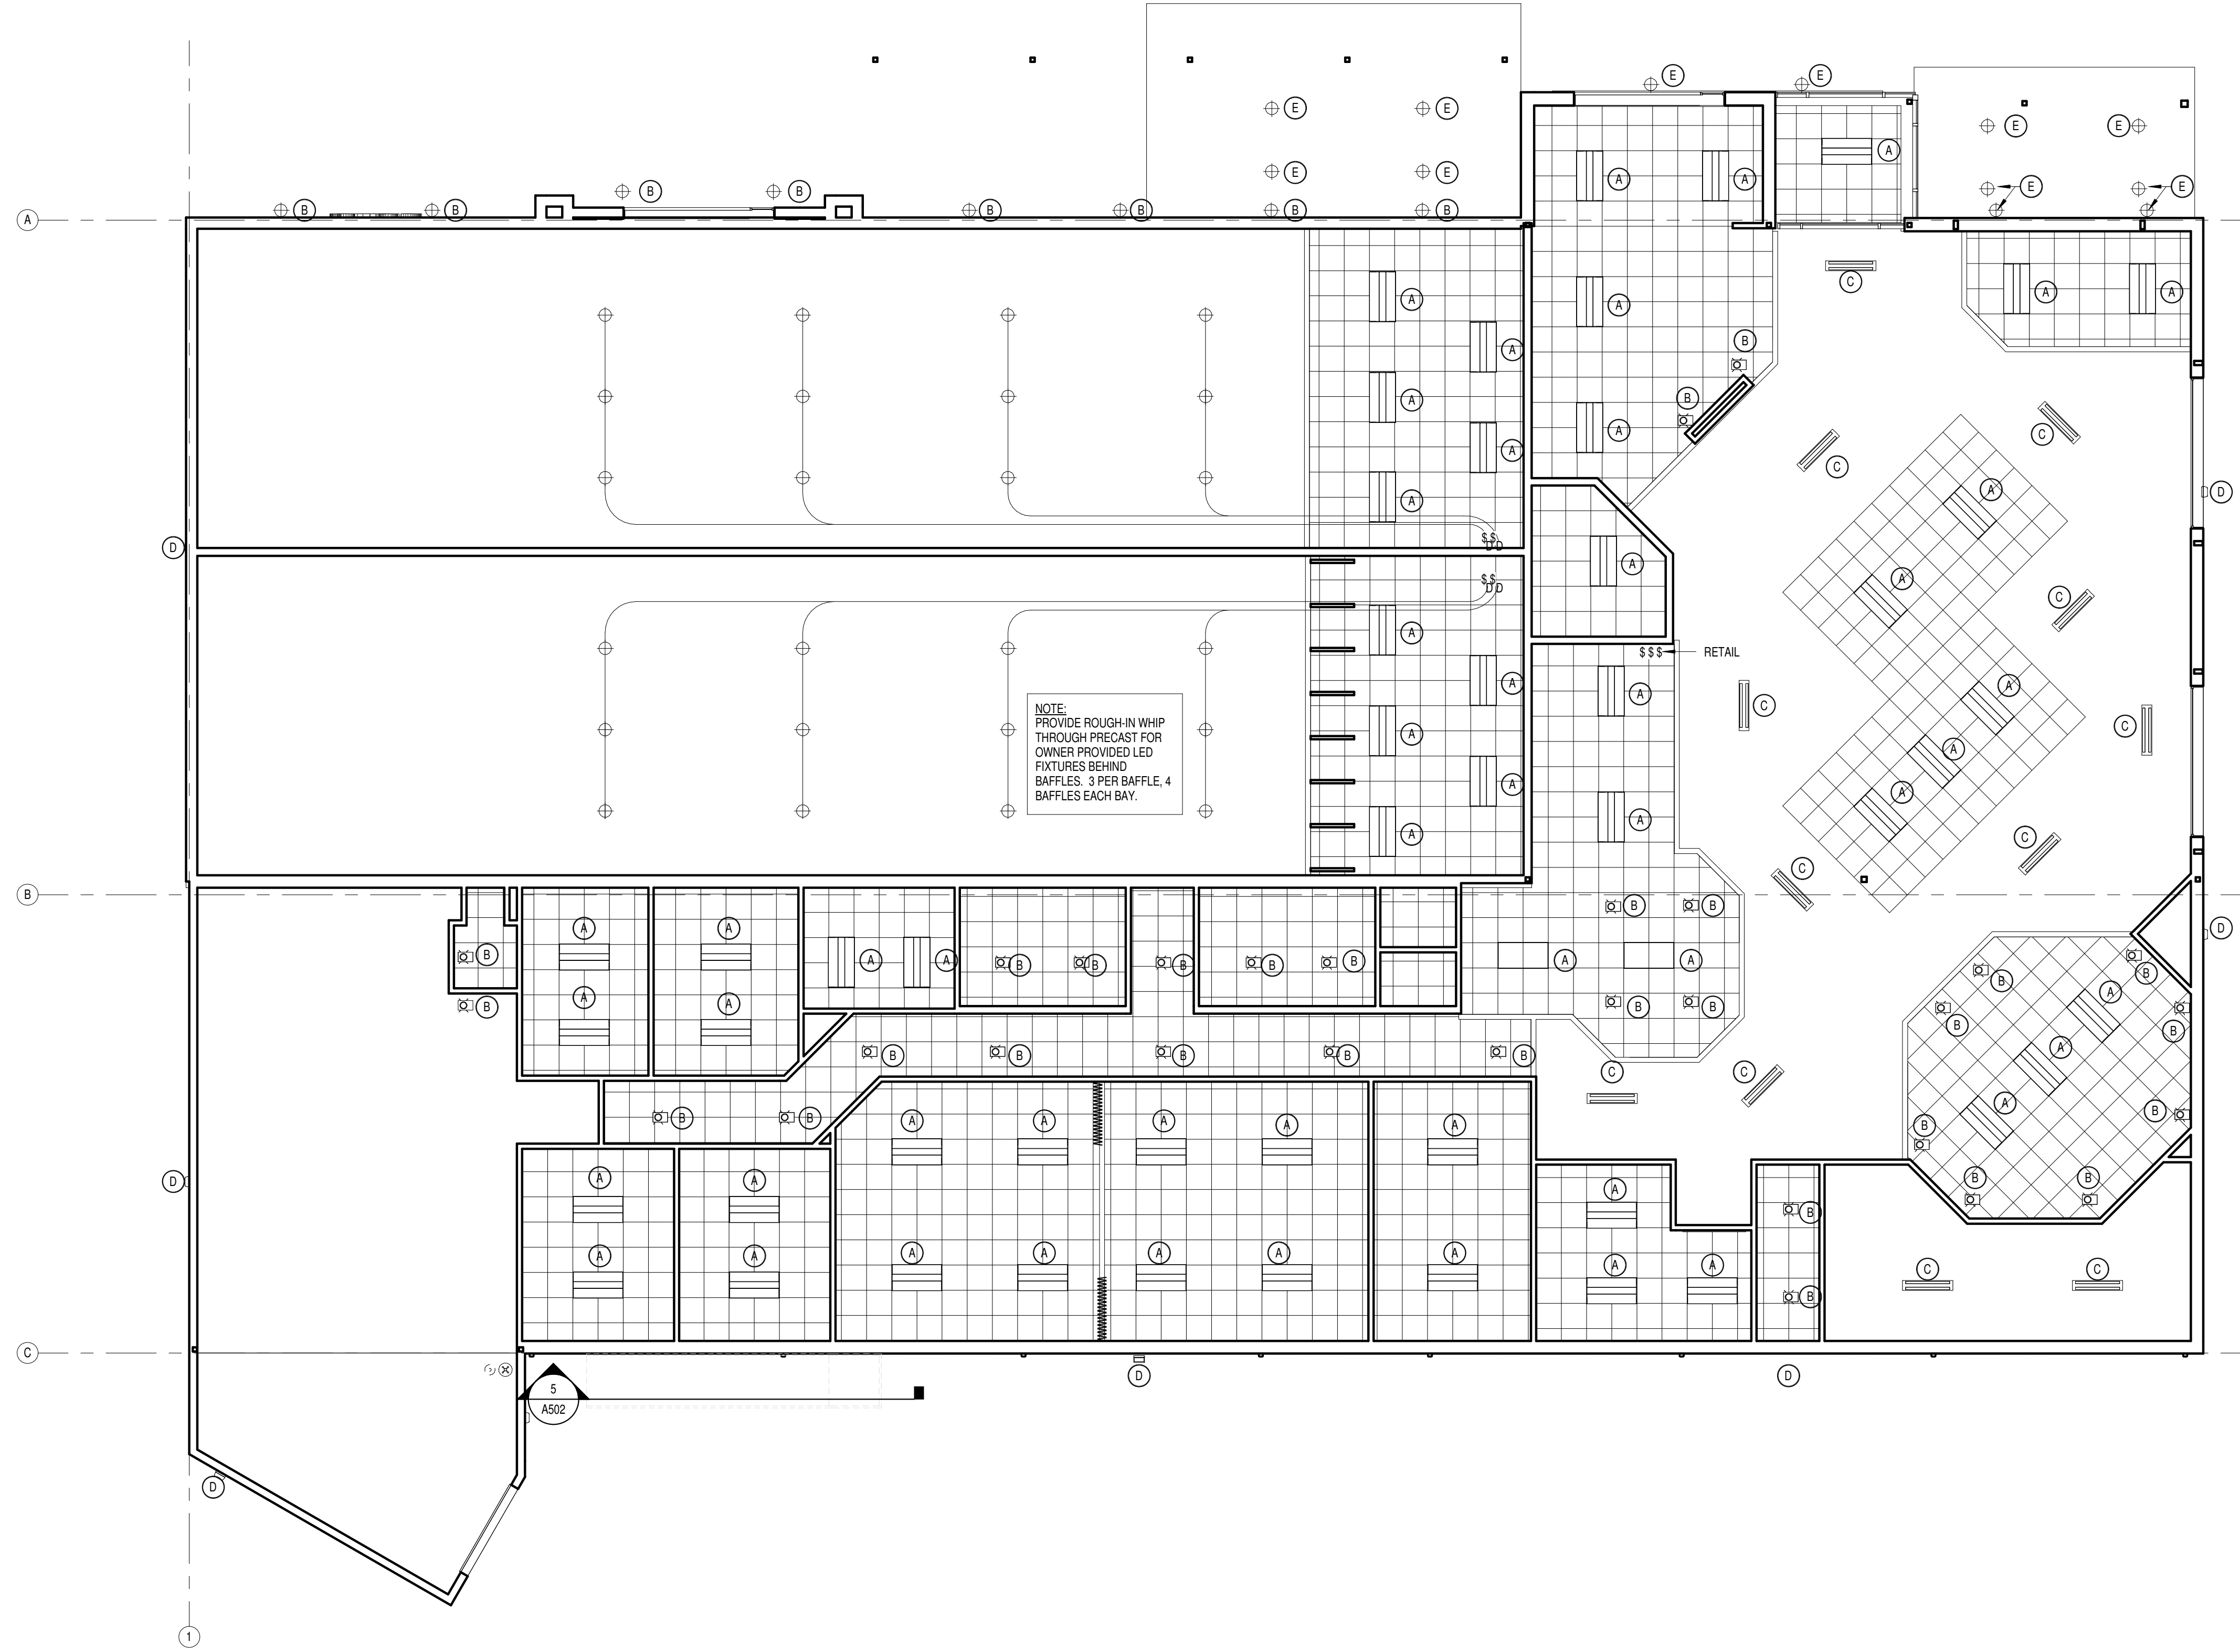 E E
E E
E E
A
E E
A A
E E
B B
B B B B B B
A
C
A A
A A
B
A
B
A
A
C
A
C
A
D
A
$ $
D D
D
A
A
$ $
D D
C
A
$ $ $ RETAIL
A A
A
C
NOTE:
PROVIDE ROUGH-IN WHIP
THROUGH PRECAST FOR
OWNER PROVIDED LED
FIXTURES BEHIND
BAFFLES. 3 PER BAFFLE, 4
BAFFLES EACH BAY.
C
A
A
A
A
A
A
C
C
B
B B
A A D
B
A A B B B B B A A
B
B
A
A A
B B B
B B
A
B B B B B
C C
A
B
B B
A A A A A
B
A A B B
D
A
B
A A A A A A A
A A
C C
B
C
D D
5
A502
D
1